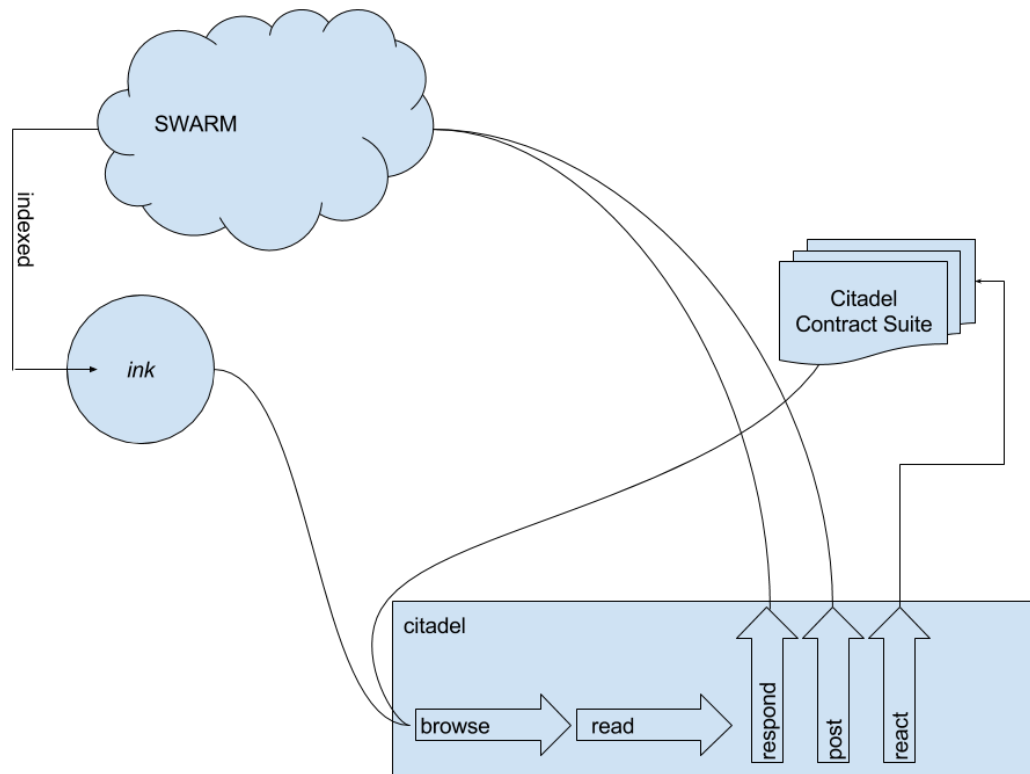 SWARM
indexed
ink
Citadel
Contract Suite
citadel
browse
read
respond
post
react